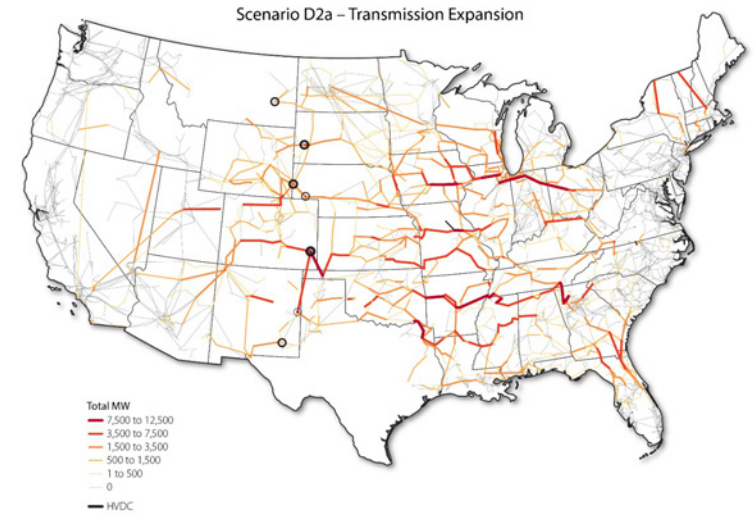 Scenario D2a – Transmission Expansion
Total MW
7,500 to 12,500
3,500 to 7,500
1,500 to 3,500
500 to 1,500
1 to 500
0
HVDC